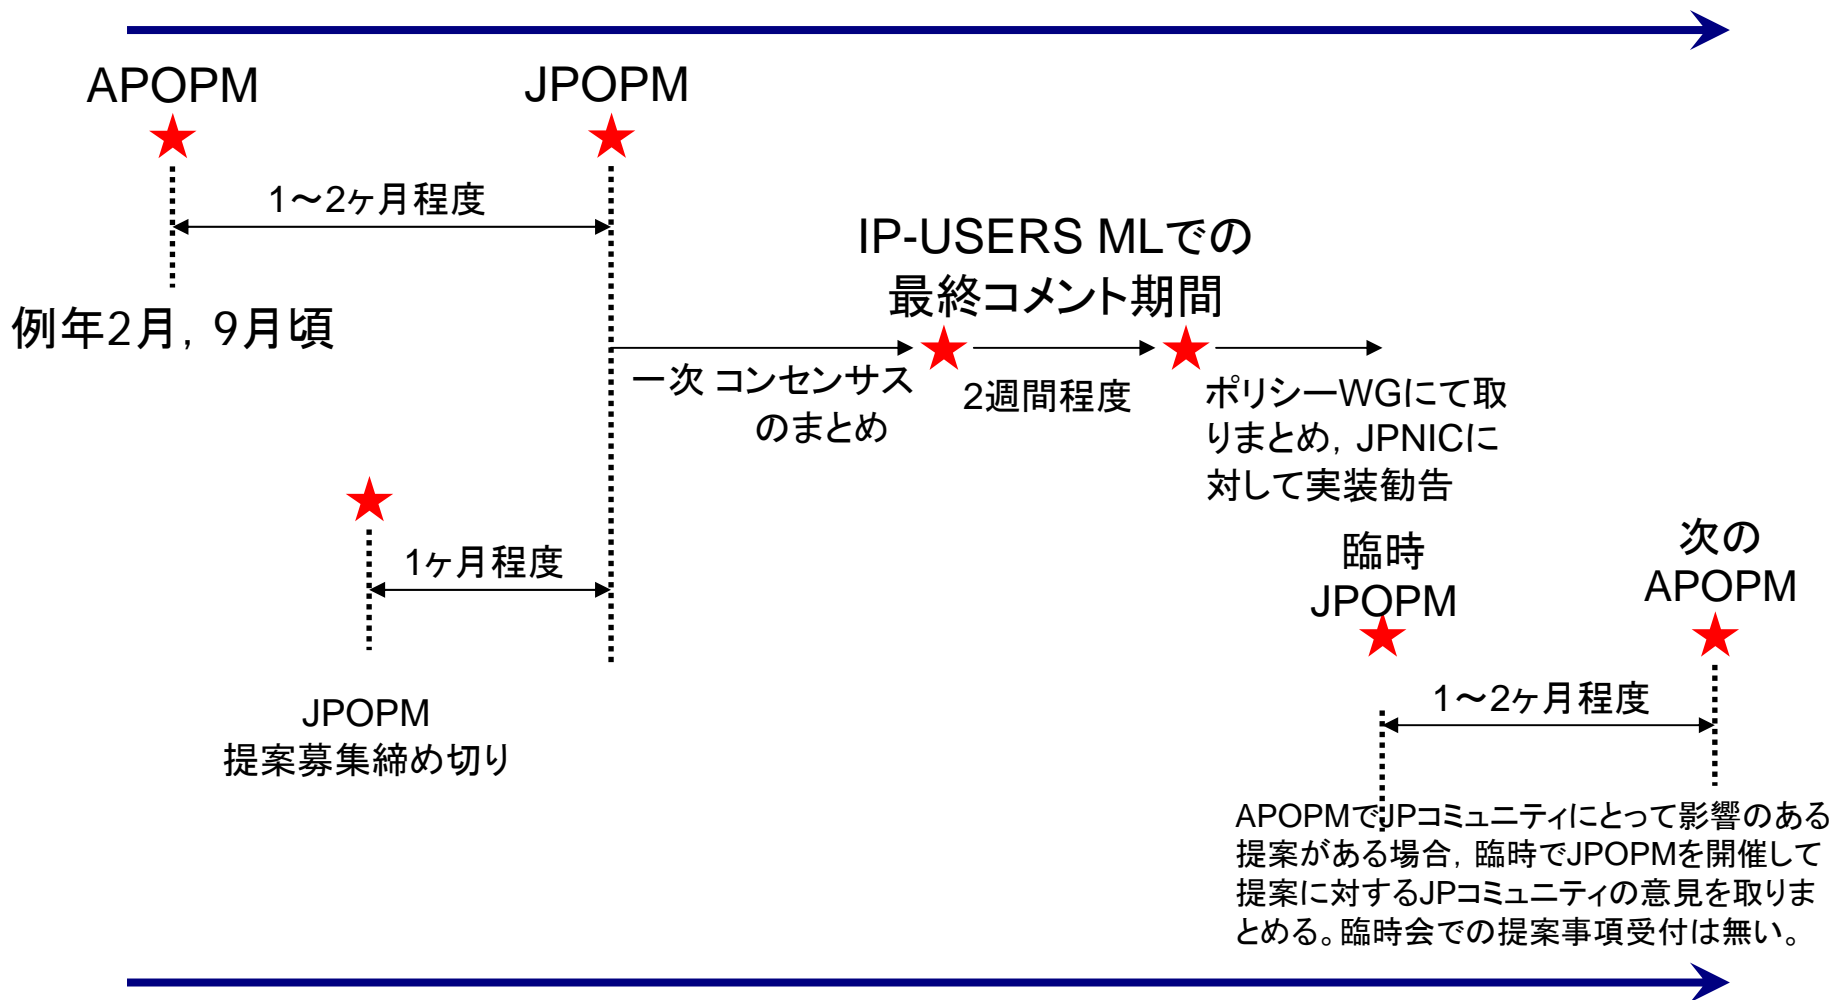 APOPM
JPOPM
1～2ヶ月程度
例年2月，9月頃
IP-USERS MLでの
最終コメント期間
一次 コンセンサス
のまとめ
2週間程度
ポリシーWGにて取
りまとめ，JPNICに
対して実装勧告
1ヶ月程度
JPOPM
提案募集締め切り
臨時
JPOPM
次の
APOPM
1～2ヶ月程度
APOPMでJPコミュニティにとって影響のある
提案がある場合，臨時でJPOPMを開催して
提案に対するJPコミュニティの意見を取りま
とめる。臨時会での提案事項受付は無い。